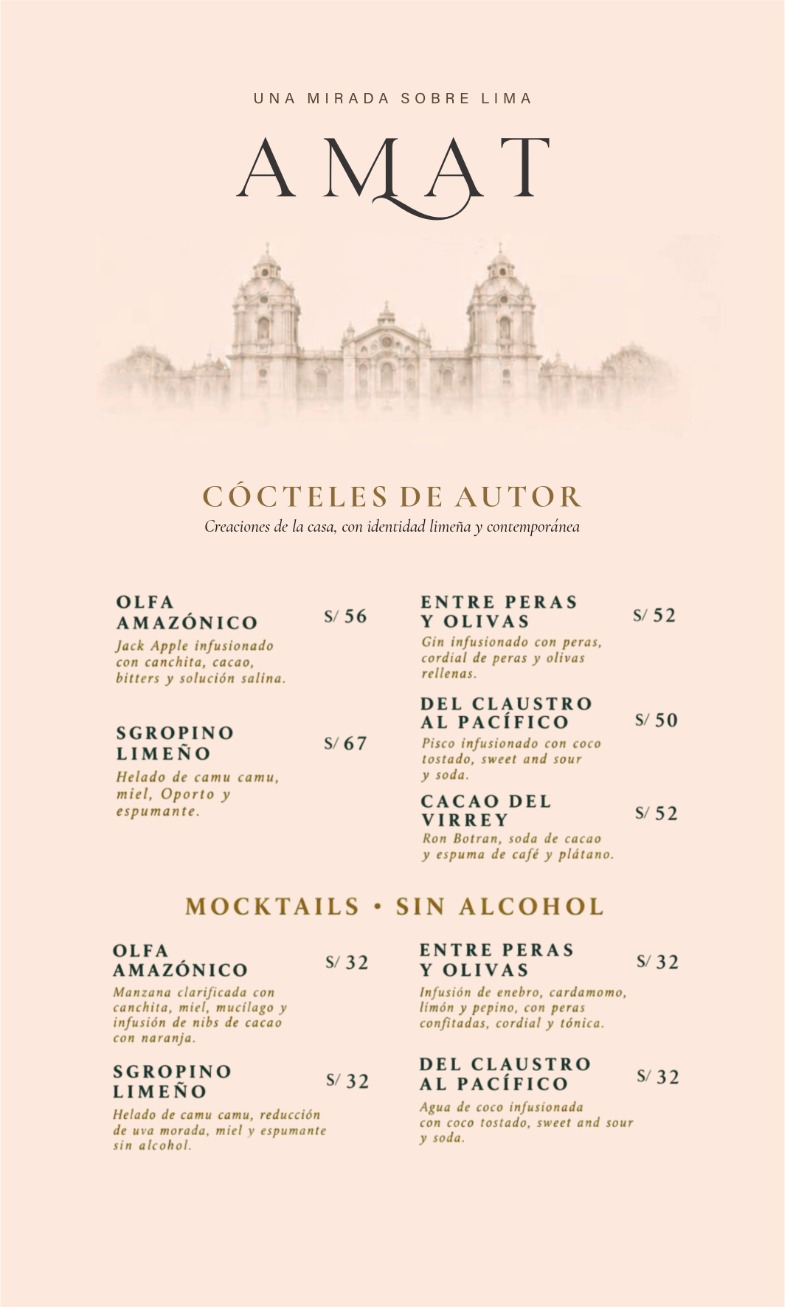 UNA MIRADA SOBRE LIMA
AMAT
CÓCTELES DE AUTOR
Creaciones de la casa, con identidad limeña y contemporánea
OLFA
AMAZÓNICO
S/ 56
Jack Apple infusionado
con canchita, cacao,
bitters y solución salina.
SGROPINO
LIMEÑO
S/ 67
Helado de camu camu,
miel, Oporto y
espumante.
ENTRE PERAS
Y OLIVAS
S/ 52
Gin infusionado con peras,
cordial de peras y olivas
rellenas.
DEL CLAUSTRO
AL PACÍFICO
S/ 50
Pisco infusionado con coco
tostado, sweet and sour
y soda.
CACAO DEL
VIRREY
S/ 52
Ron Botran, soda de cacao
y espuma de café y plátano.
MOCKTAILS • SIN ALCOHOL
OLFA
AMAZÓNICO
S/ 32
Manzana clarificada con
canchita, miel, mucílago y
infusión de nibs de cacao
con naranja.
SGROPINO
LIMEÑO
S/ 32
Helado de camu camu, reducción
de uva morada, miel y espumante
sin alcohol.
ENTRE PERAS
Y OLIVAS
S/ 32
Infusión de enebro, cardamomo,
limón y pepino, con peras
confitadas, cordial y tónica.
DEL CLAUSTRO
AL PACÍFICO
S/ 32
Agua de coco infusionada
con coco tostado, sweet and sour
y soda.